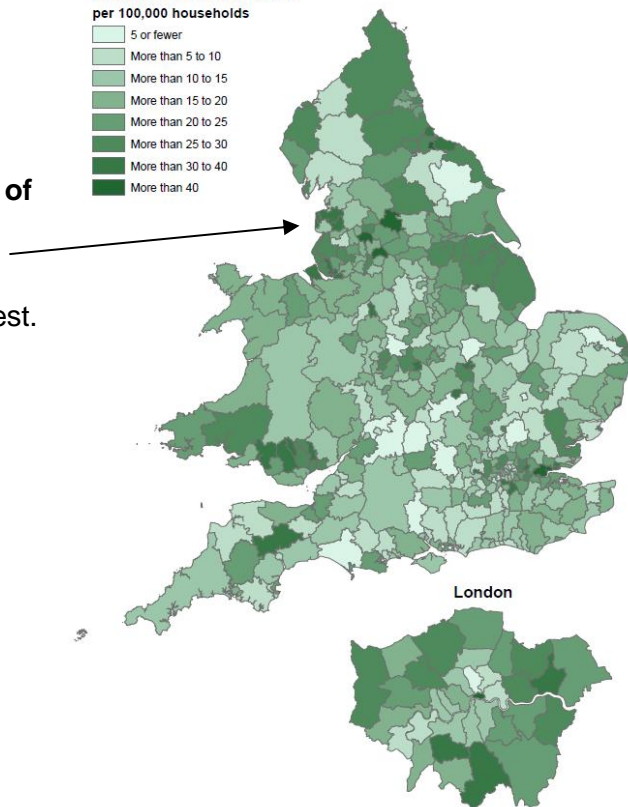 per 100,000 households
5 or fewer
More than 5 to 10
More than 10 to 15
More than 15 to 20
More than 20 to 25
More than 25 to 30
More than 30 to 40
More than 40
of
est.
London